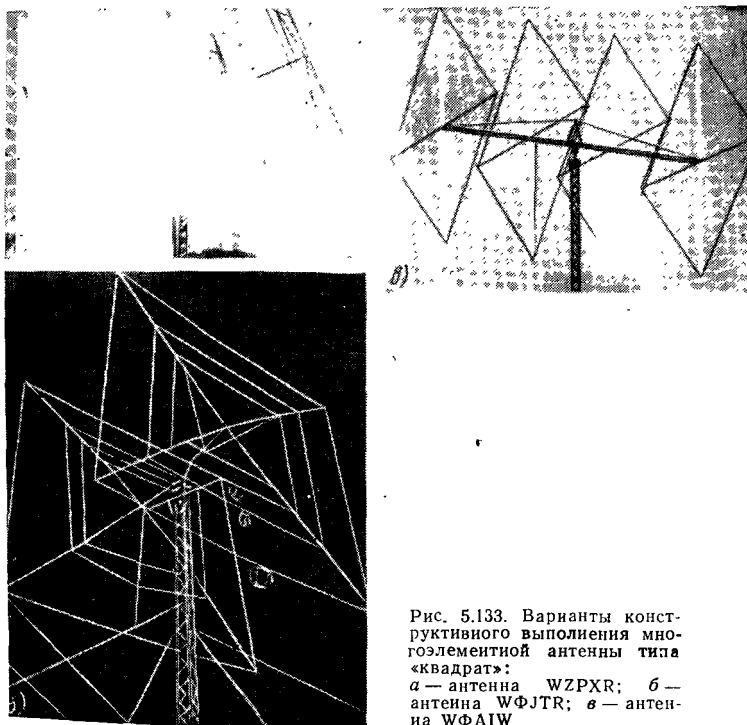 в)
б)
Рис. 5.133. Варианты конст-
руктивного выполнения мно-
гоэлементной антенны типа
«квадрат»:
а — антенна WZPXR; б —
антенна WФJTR; в — антен-
на WФAIW